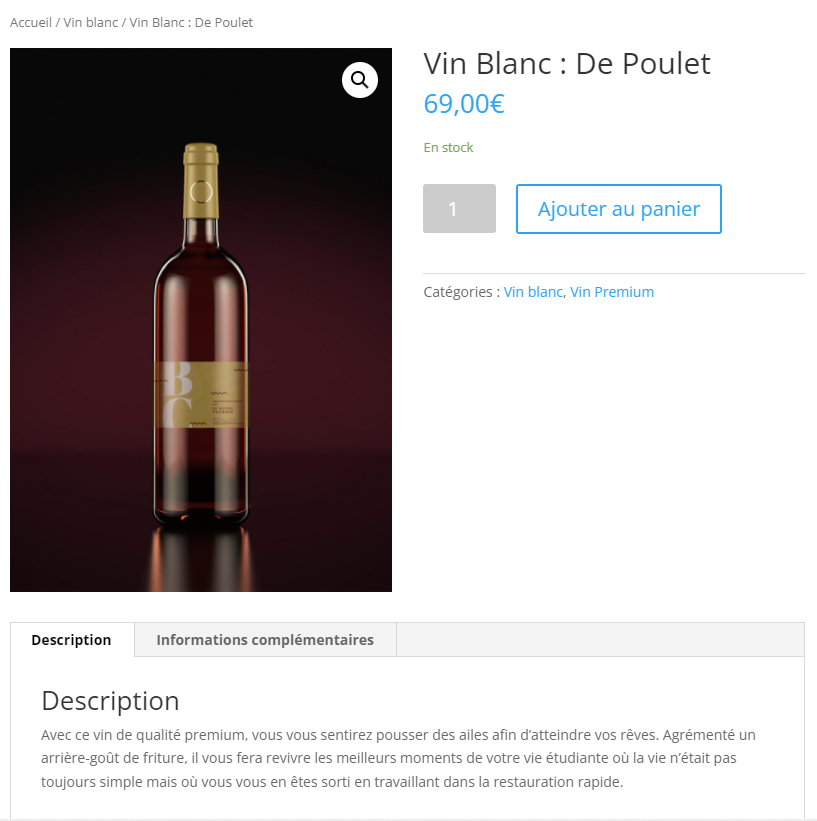 Accueil / Vin blanc / Vin Blanc : De Poulet
Vin Blanc : De Poulet
69,00€
En stock
1
Ajouter au panier
Catégories : Vin blanc, Vin Premium
B
C
Description
Informations complémentaires
Description
Avec ce vin de qualité premium, vous vous sentirez pousser des ailes afin d’atteindre vos rêves. Agrémenté un
arrière-goût de friture, il vous fera revivre les meilleurs moments de votre vie étudiante où la vie n’était pas
toujours simple mais où vous vous en êtes sorti en travaillant dans la restauration rapide.